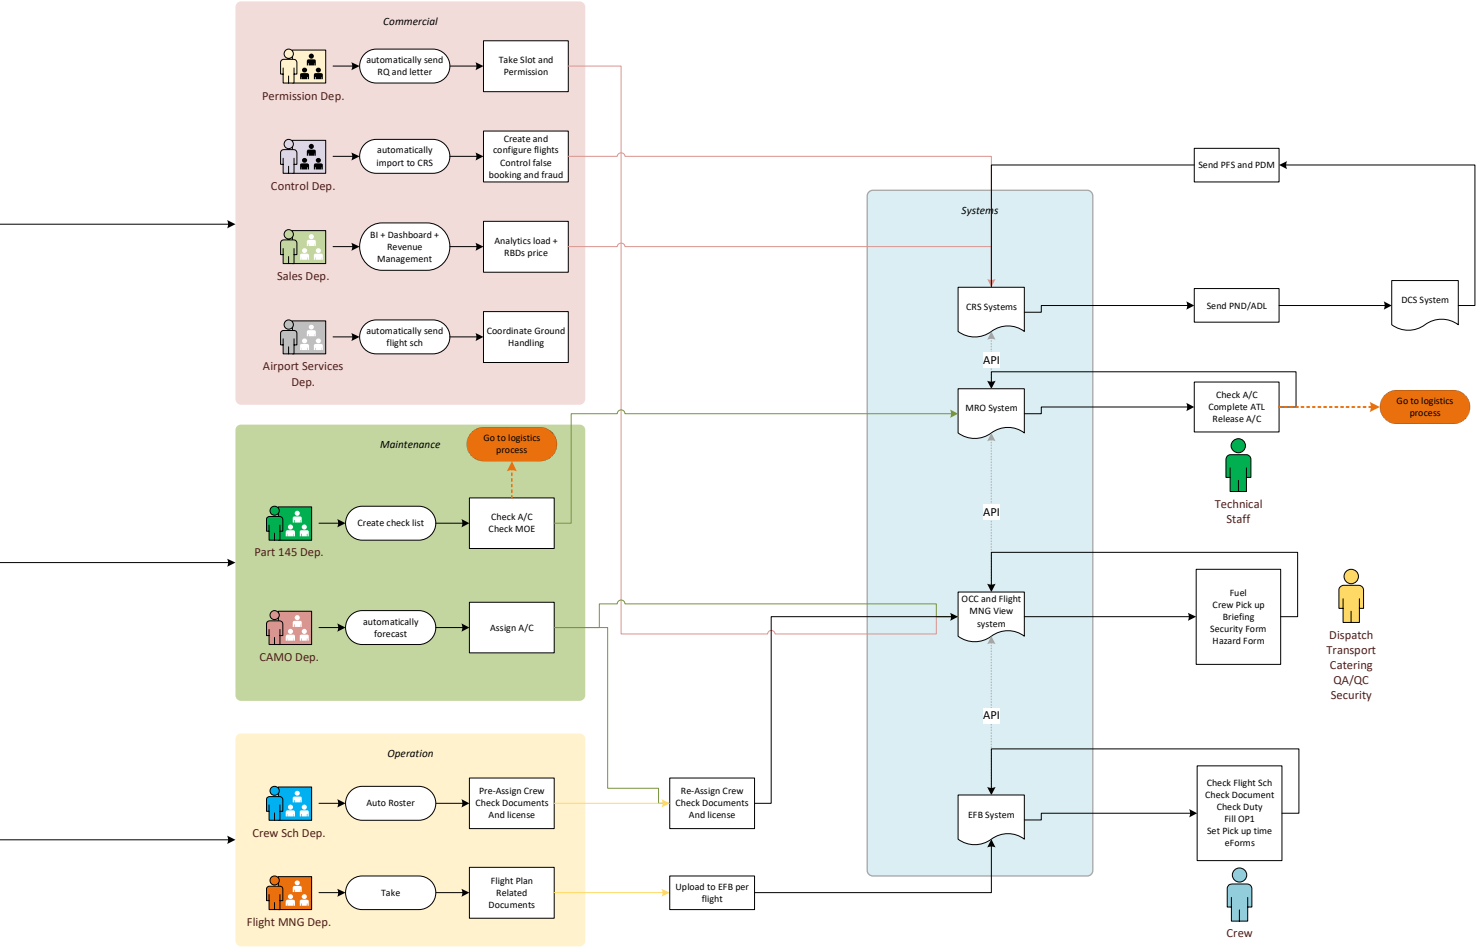 Commercial
automatically send
RQ and letter
Take Slot and
Permission
Permission Dep.
automatically
import to CRS
Create and
configure flights
Control false
booking and fraud
Control Dep.
BI + Dashboard +
Revenue
Management
Analytics load +
RBDs price
Sales Dep.
automatically send
flight sch
Coordinate Ground
Handling
Airport Services
Dep.
Maintenance
Go to logistics
process
Create check list
Check A/C
Check MOE
Part 145 Dep.
automatically
forecast
Assign A/C
CAMO Dep.
Operation
Auto Roster
Pre-Assign Crew
Check Documents
And license
Crew Sch Dep.
Re-Assign Crew
Check Documents
And license
Take
Flight Plan
Related
Documents
Flight MNG Dep.
Upload to EFB per
flight
Systems
CRS Systems
API
MRO System
API
OCC and Flight
MNG View
system
API
EFB System
Send PFS and PDM
Send PND/ADL
DCS System
Check A/C
Complete ATL
Release A/C
Go to logistics
process
Technical
Staff
Fuel
Crew Pick up
Briefing
Security Form
Hazard Form
Dispatch
Transport
Catering
QA/QC
Security
Check Flight Sch
Check Document
Check Duty
Fill OP1
Set Pick up time
eForms
Crew